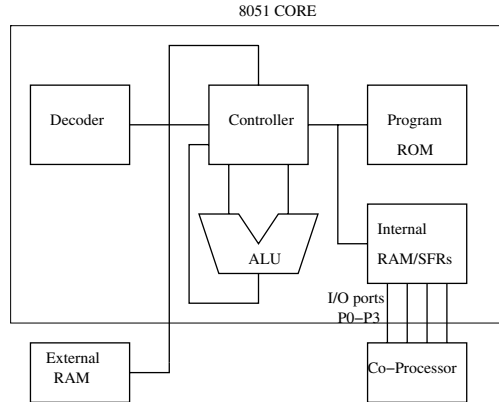 8051 CORE
Decoder
Controller
Program
ROM
Internal
RAM/SFRs
ALU
I/O ports
P0−P3
External
RAM
Co−Processor